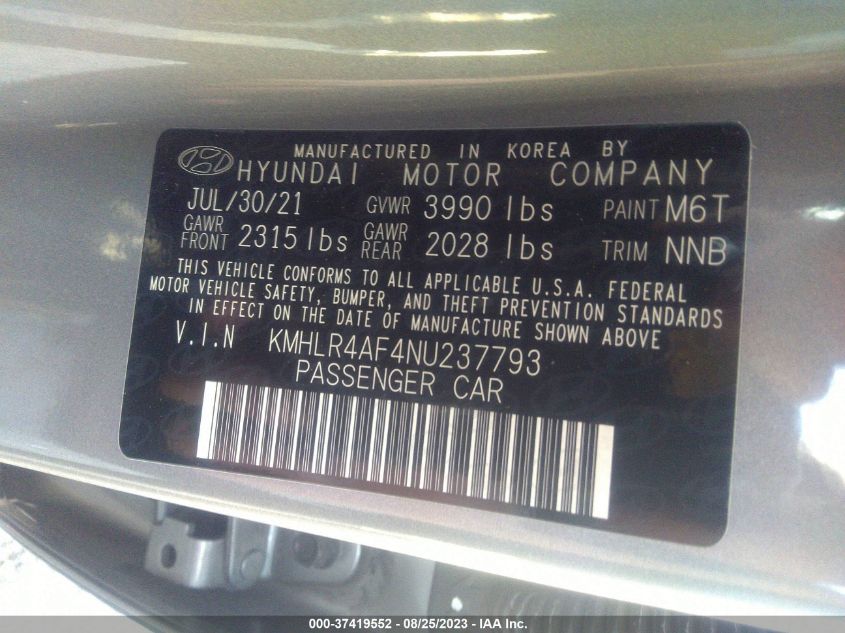 MANUFACTURED IN KOREA BY
HYUNDAI MOTOR COMPANY
JUL/30/21 GVWR 3990 lbs PAINT M6T
GAWR FRONT 2315 lbs GAWR REAR 2028 lbs TRIM NNB
THIS VEHICLE CONFORMS TO ALL APPLICABLE U.S.A. FEDERAL
MOTOR VEHICLE SAFETY, BUMPER, AND THEFT PREVENTION STANDARDS
IN EFFECT ON THE DATE OF MANUFACTURE SHOWN ABOVE
V.I.N KMHLR4AF4NU237793
PASSENGER CAR
000-37419552 - 08/25/2023 - IAA Inc.